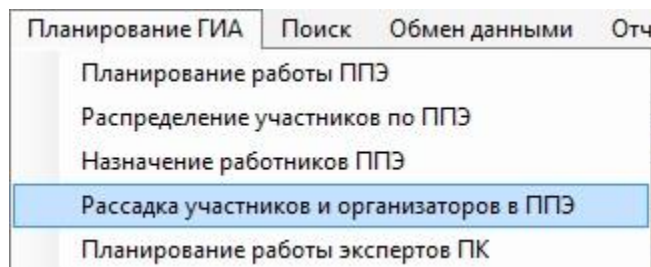 Планирование ГИА Поиск Обмен данными Отч
Планирование работы ППЭ
Распределение участников по ППЭ
Назначение работников ППЭ
Рассадка участников и организаторов в ППЭ
Планирование работы экспертов ПК